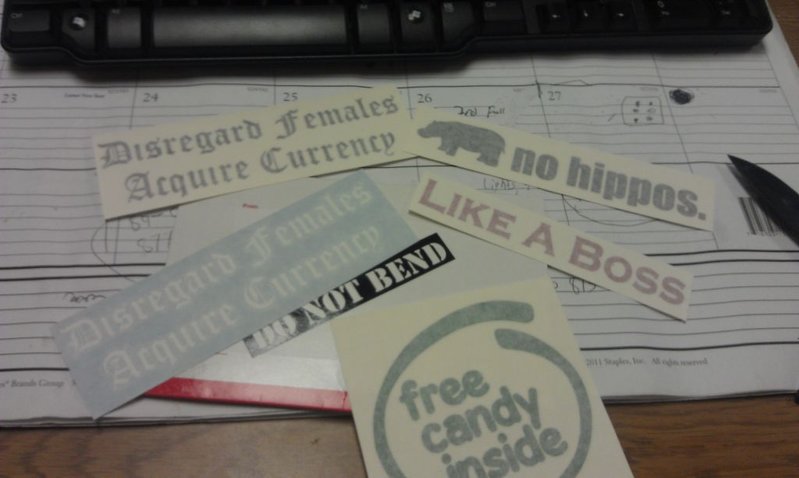 23
24
25
26
27
Disregard Females
Acquire Currency
no hippos.
LIKE A BOSS
Disregard Females
Acquire Currency
DO NOT BEND
free
candy
inside
2011 Staples, Inc. All rights reserved.